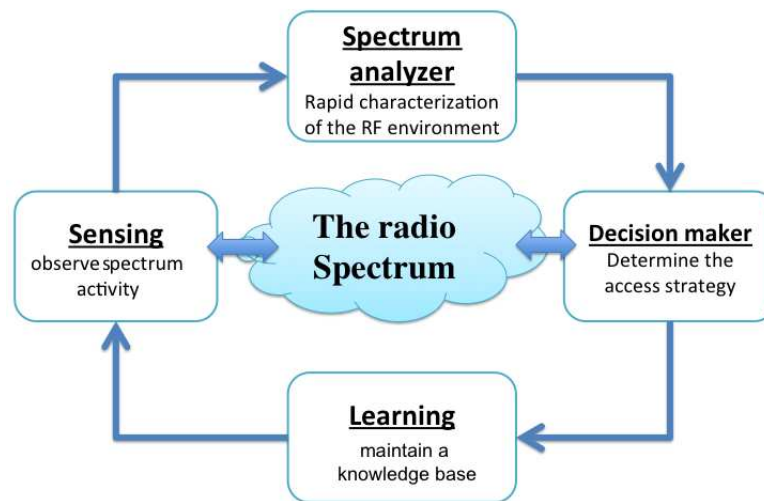 Spectrum
analyzer
Rapid characterization
of the RF environment
Sensing
observe spectrum
activity
The radio
Spectrum
Decision maker
Determine the
access strategy
Learning
maintain a
knowledge base